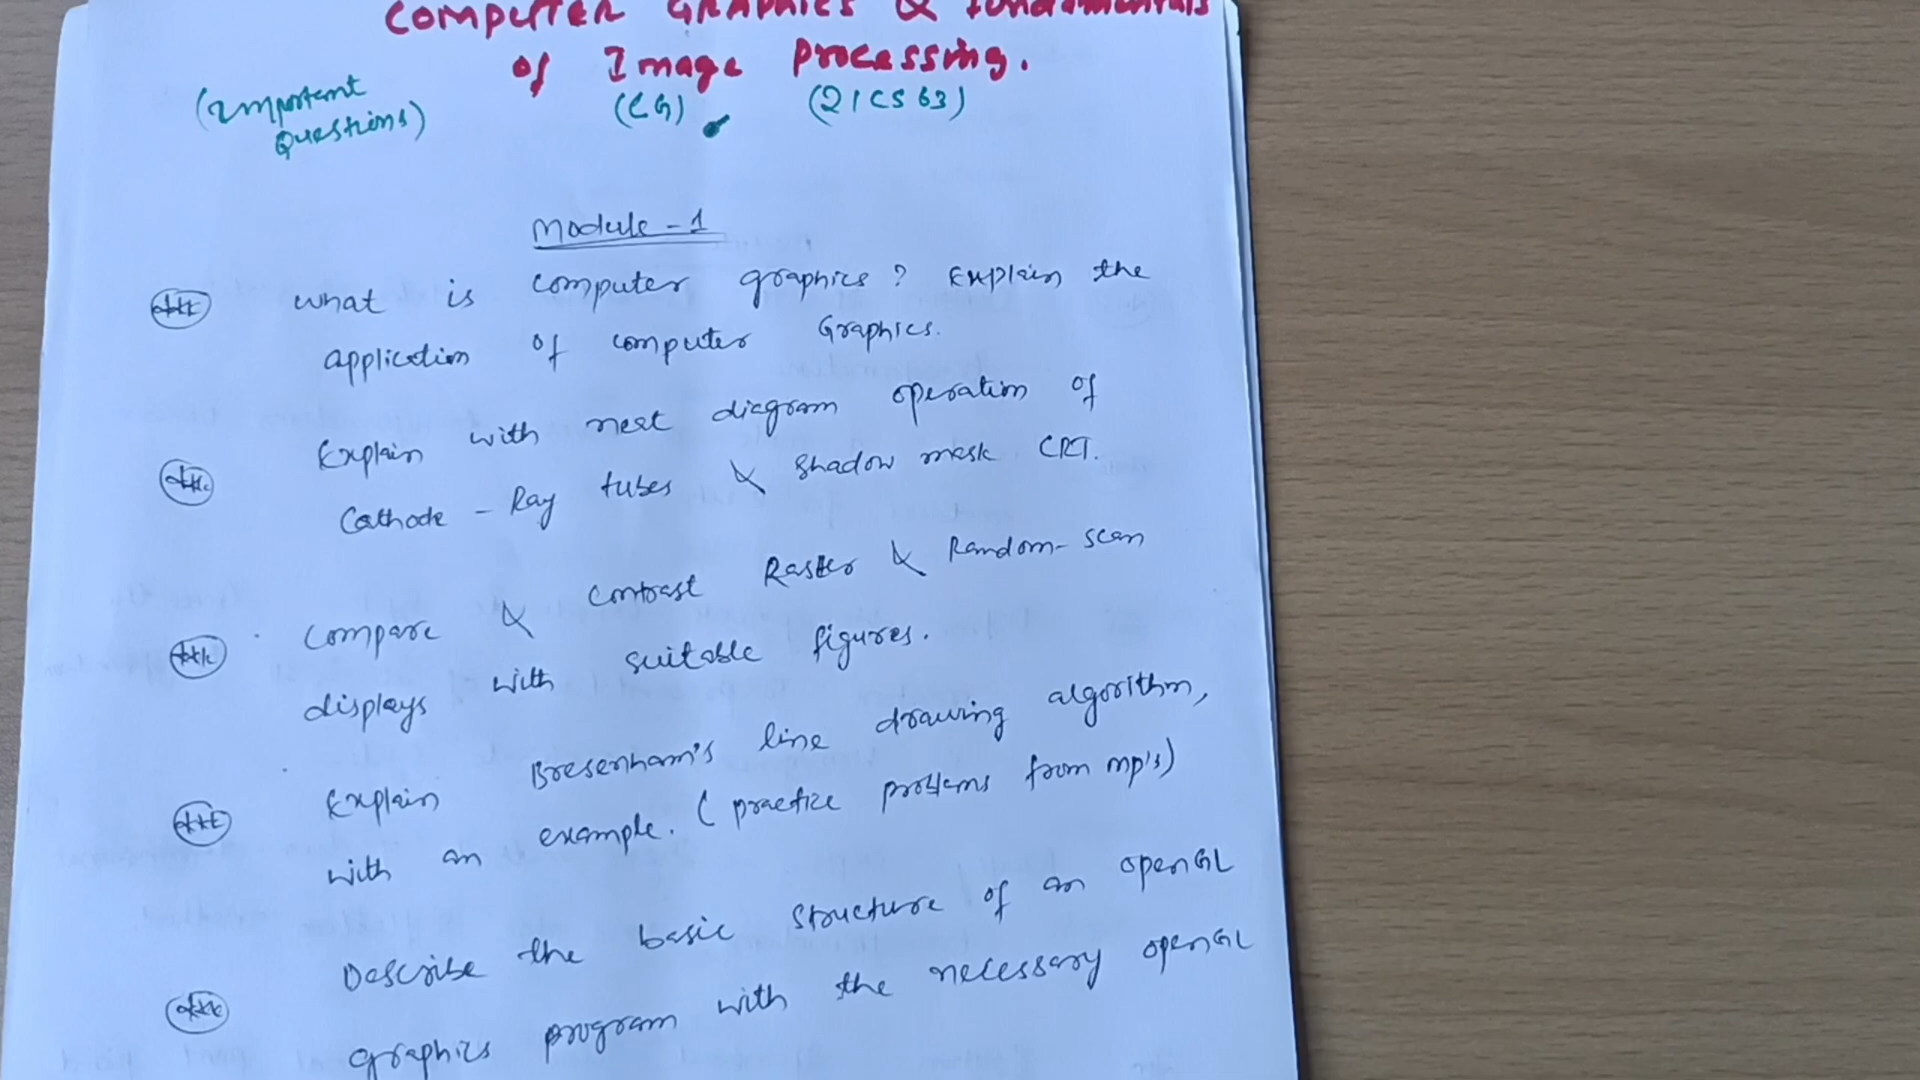 COMPUTER GRAPHICS & fundamentals
of Image Processing.
(Important
Questions)
(CG)
(21CS63)
Module-1
*** What is computer graphics? Explain the
application of computer Graphics.
*** Explain with neat diagram operation of
Cathode-Ray tubes & Shadow mask CRT.
*** Compare & contrast Raster & Random-scan
displays with suitable figures.
*** Explain Bresenham's line drawing algorithm,
with an example. (practice problems from mp's)
*** Describe the basic structure of an openGL
graphics program with the necessary openGL